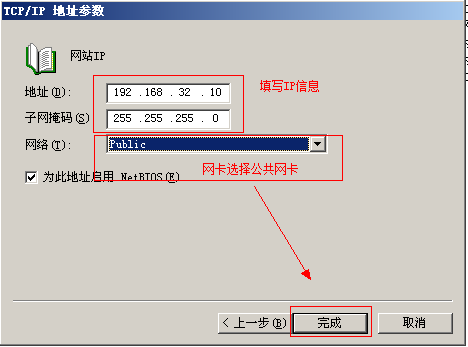 TCP/IP 地址参数
网站IP
地址(D): 192 .168 . 32 . 10
填写IP信息
子网掩码(S) 255 .255 .255 . 0
网络(T): Public
网卡选择公共网卡
为此地址启用 NetBIOS(E)
< 上一步(B) 完成 取消